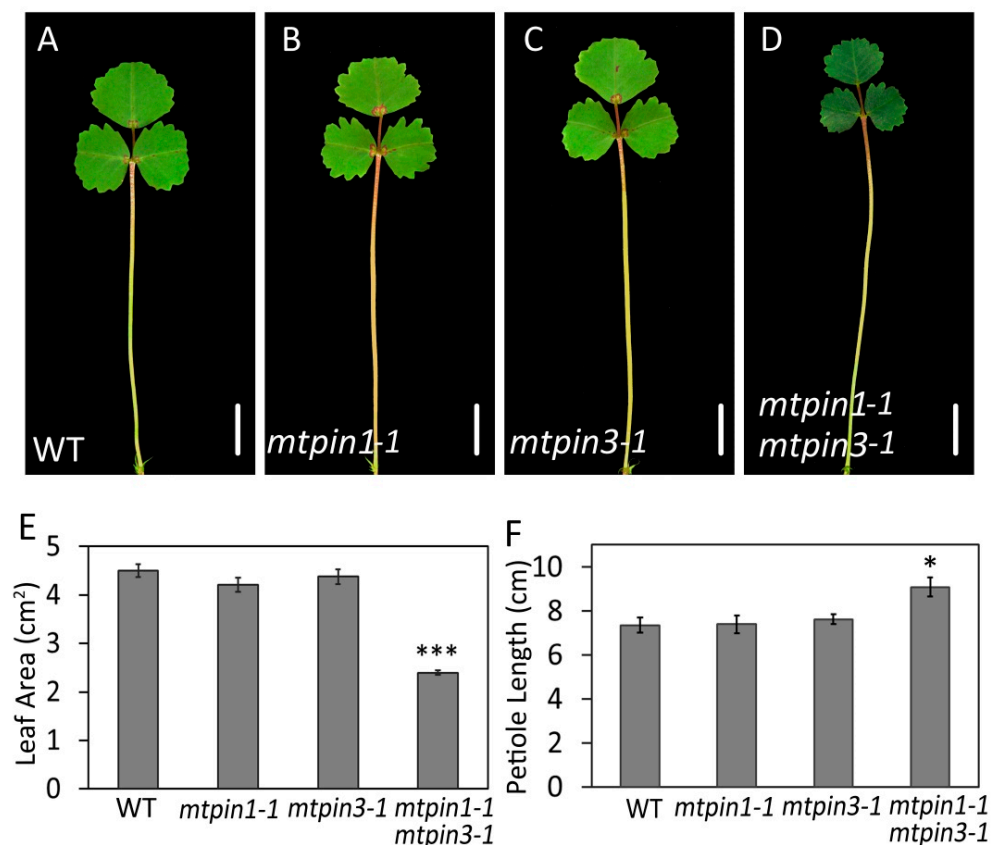 A
B
C
D
WT
mtpin1-1
mtpin3-1
mtpin1-1
mtpin3-1
E
Leaf Area (cm²)
5
4
3
2
1
0
WT
mtpin1-1
mtpin3-1
mtpin1-1
mtpin3-1
***
F
Petiole Length (cm)
10
8
6
4
2
0
WT
mtpin1-1
mtpin3-1
mtpin1-1
mtpin3-1
*